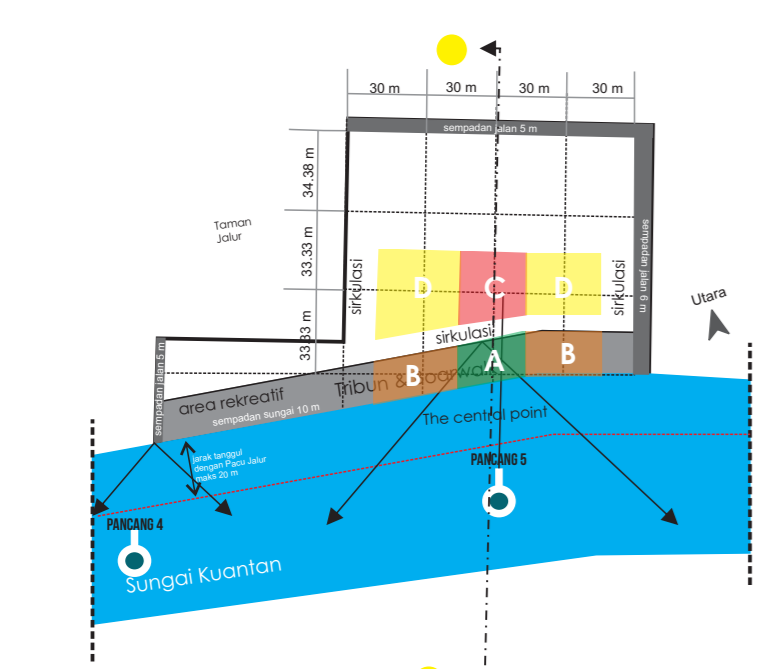 30 m
30 m
30 m
30 m
sempadan jalan 5 m
34.38 m
33.33 m
33.33 m
Taman
Jalur
sirkulasi
D
C
D
sirkulasi
sempadan jalan 6 m
Utara
sirkulasi
sempadan jalan 5 m
B
A
B
Tribun & Boarwalk
area rekreatif
sempadan sungai 10 m
The central point
jarak tanggul
dengan Pacu Jalur
maks 20 m
PANCANG 5
PANCANG 4
Sungai Kuantan